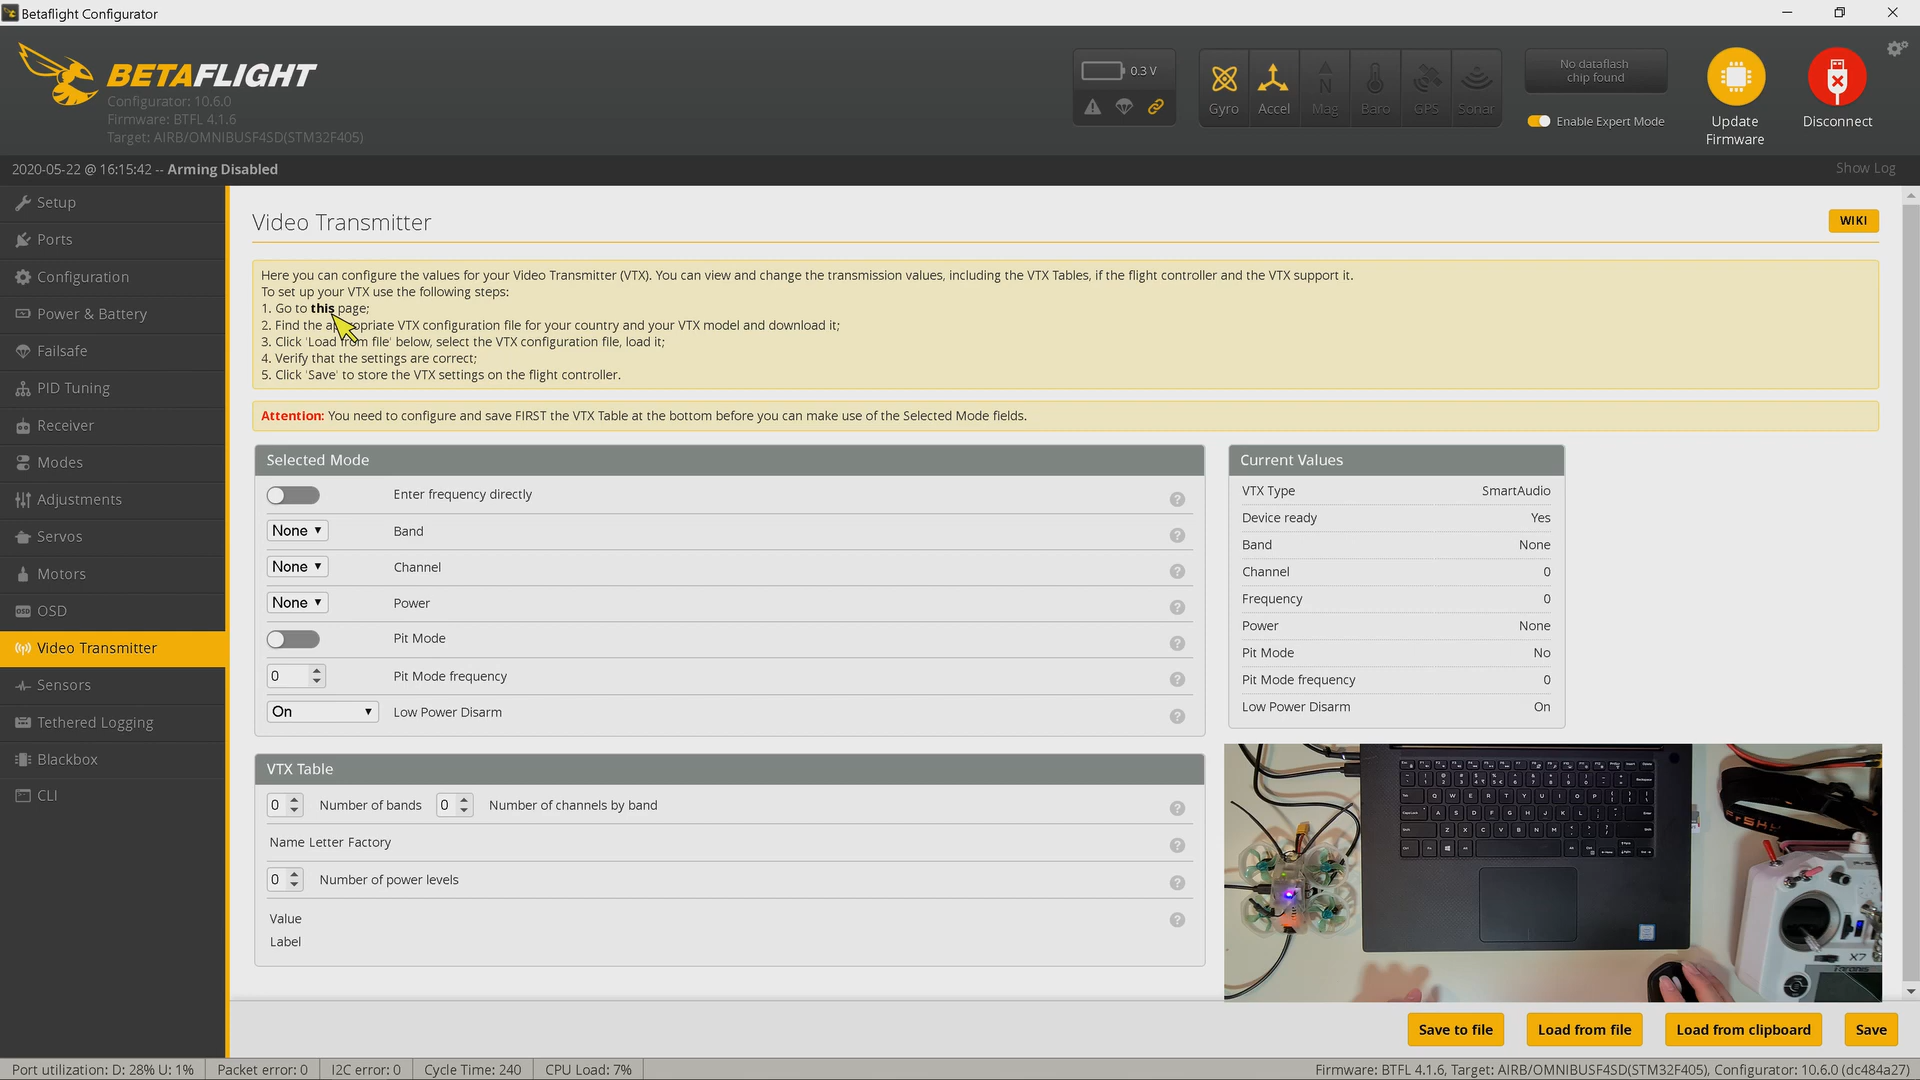 Betaflight Configurator
BETAFLIGHT
Configurator: 10.6.0
Firmware: BTFL 4.1.6
Target: AIRB/OMNIBUSF4SD(STM32F405)
0.3 V
Gyro
Accel
Mag
Baro
GPS
Sonar
No dataflash
chip found
Enable Expert Mode
Update
Firmware
Disconnect
2020-05-22 @ 16:15:42 -- Arming Disabled
Show Log
Setup
Ports
Configuration
Power & Battery
Failsafe
PID Tuning
Receiver
Modes
Adjustments
Servos
Motors
OSD
Video Transmitter
Sensors
Tethered Logging
Blackbox
CLI
Video Transmitter
WIKI
Here you can configure the values for your Video Transmitter (VTX). You can view and change the transmission values, including the VTX Tables, if the flight controller and the VTX support it.
To set up your VTX use the following steps:
1. Go to this page;
2. Find the appropriate VTX configuration file for your country and your VTX model and download it;
3. Click 'Load from file' below, select the VTX configuration file, load it;
4. Verify that the settings are correct;
5. Click 'Save' to store the VTX settings on the flight controller.
Attention: You need to configure and save FIRST the VTX Table at the bottom before you can make use of the Selected Mode fields.
Selected Mode
Enter frequency directly
None Band
None Channel
None Power
Pit Mode
0 Pit Mode frequency
On Low Power Disarm
Current Values
VTX Type SmartAudio
Device ready Yes
Band None
Channel 0
Frequency 0
Power None
Pit Mode No
Pit Mode frequency 0
Low Power Disarm On
VTX Table
0 Number of bands 0 Number of channels by band
Name Letter Factory
0 Number of power levels
Value
Label
FrSKY
X7
Save to file
Load from file
Load from clipboard
Save
Port utilization: D: 28% U: 1%
Packet error: 0
I2C error: 0
Cycle Time: 240
CPU Load: 7%
Firmware: BTFL 4.1.6, Target: AIRB/OMNIBUSF4SD(STM32F405), Configurator: 10.6.0 (dc484a27)